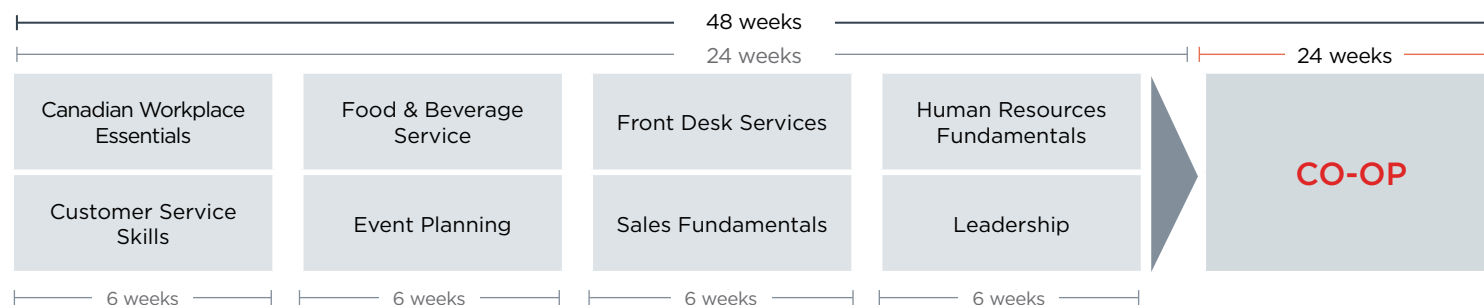 48 weeks
24 weeks
24 weeks
Canadian Workplace
Essentials
Food & Beverage
Service
Front Desk Services
Human Resources
Fundamentals
CO-OP
Customer Service
Skills
Event Planning
Sales Fundamentals
Leadership
6 weeks
6 weeks
6 weeks
6 weeks